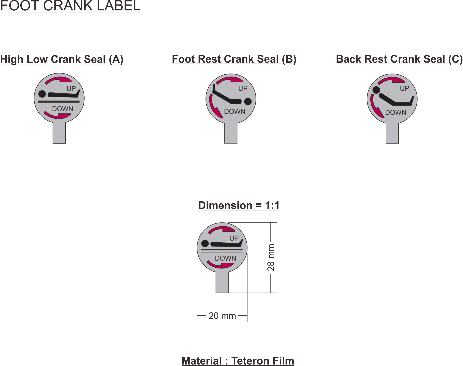 FOOT CRANK LABEL
High Low Crank Seal (A)
Foot Rest Crank Seal (B)
Back Rest Crank Seal (C)
UP
DOWN
UP
DOWN
UP
DOWN
Dimension = 1:1
UP
DOWN
28 mm
20 mm
Material : Teteron Film